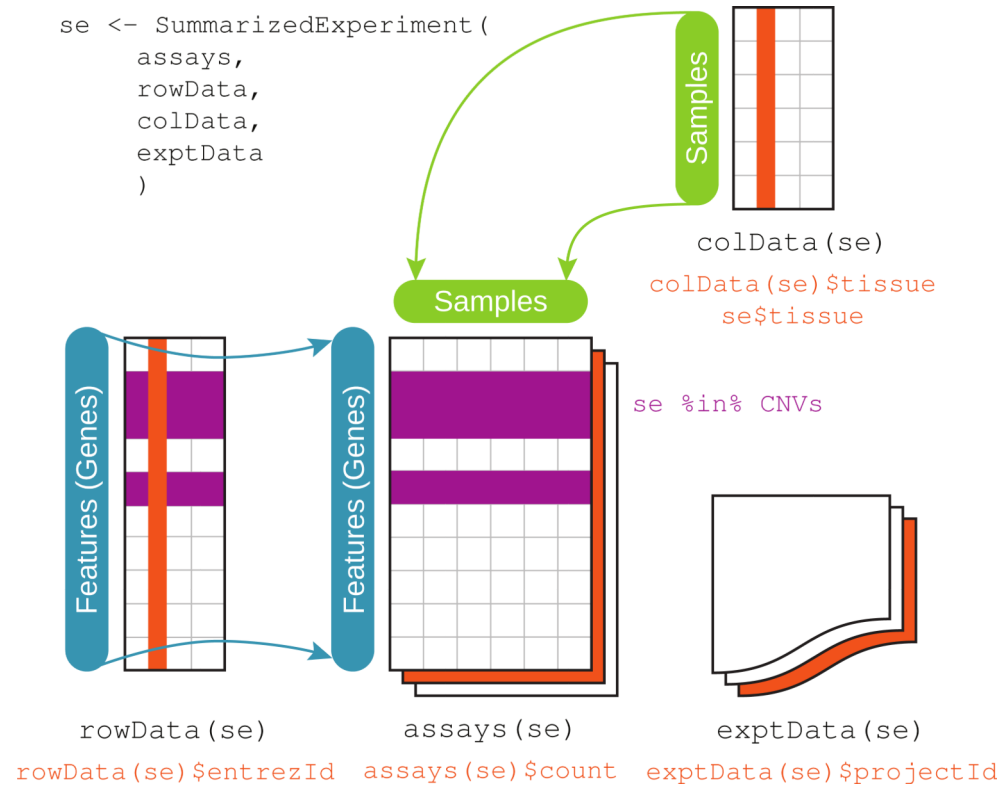 se <- SummarizedExperiment(
assays,
rowData,
colData,
exptData
)
Samples
colData(se)
colData(se)$tissue
se$tissue
Samples
Features (Genes)
Features (Genes)
se %in% CNVs
rowData(se)
assays(se)
exptData(se)
rowData(se)$entrezId
assays(se)$count
exptData(se)$projectId